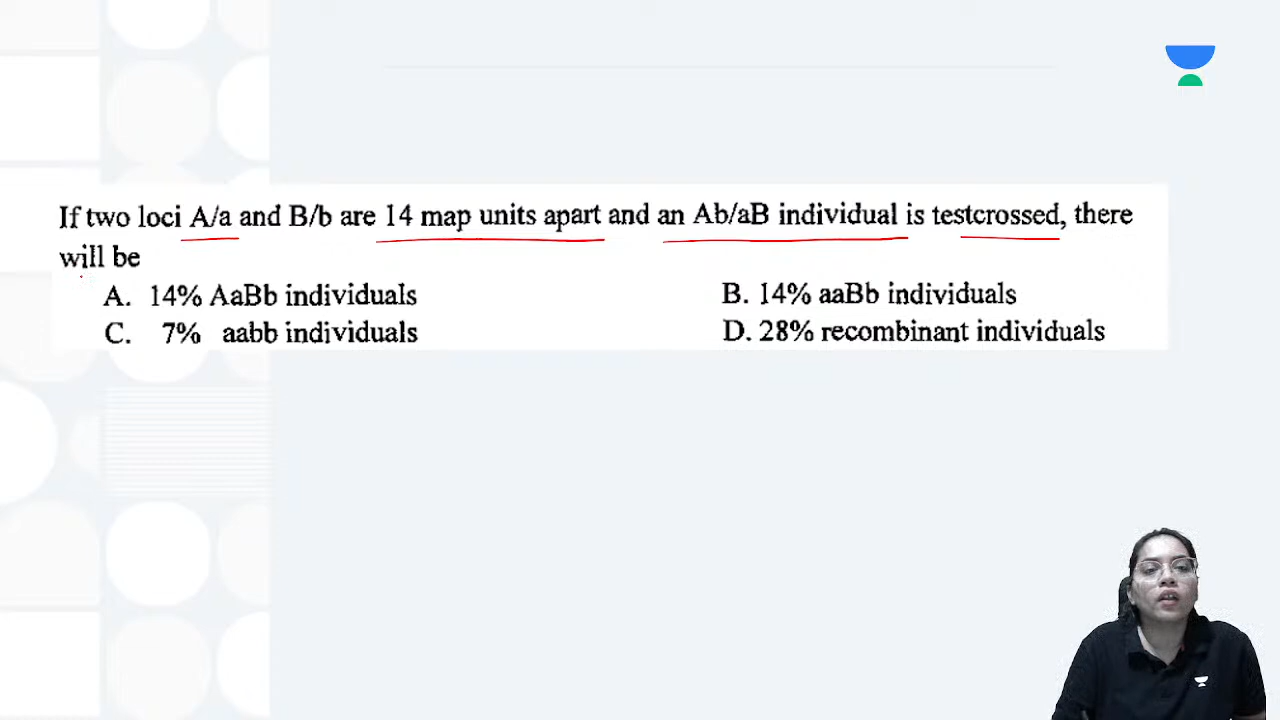 If two loci A/a and B/b are 14 map units apart and an Ab/aB individual is testcrossed, there
will be
A. 14% AaBb individuals B. 14% aaBb individuals
C. 7% aabb individuals D. 28% recombinant individuals